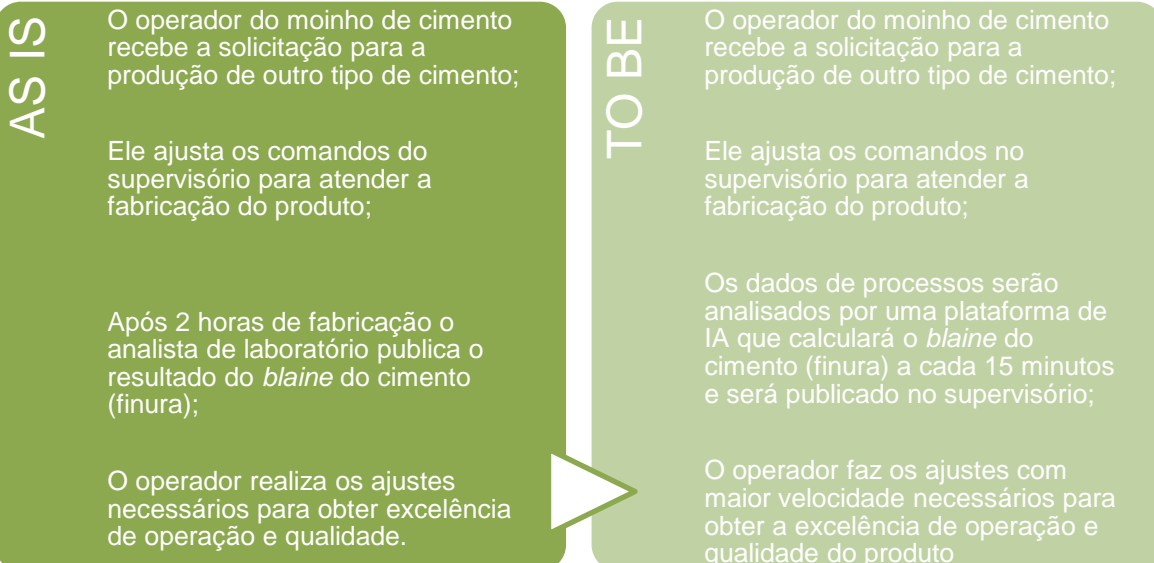 AS IS
O operador do moinho de cimento
recebe a solicitação para a
produção de outro tipo de cimento;
Ele ajusta os comandos do
supervisório para atender a
fabricação do produto;
Após 2 horas de fabricação o
analista de laboratório publica o
resultado do blaine do cimento
(finura);
O operador realiza os ajustes
necessários para obter excelência
de operação e qualidade.
TO BE
O operador do moinho de cimento
recebe a solicitação para a
produção de outro tipo de cimento;
Ele ajusta os comandos no
supervisório para atender a
fabricação do produto;
Os dados de processos serão
analisados por uma plataforma de
IA que calculará o blaine do
cimento (finura) a cada 15 minutos
e será publicado no supervisório;
O operador faz os ajustes com
maior velocidade necessários para
obter a excelência de operação e
qualidade do produto